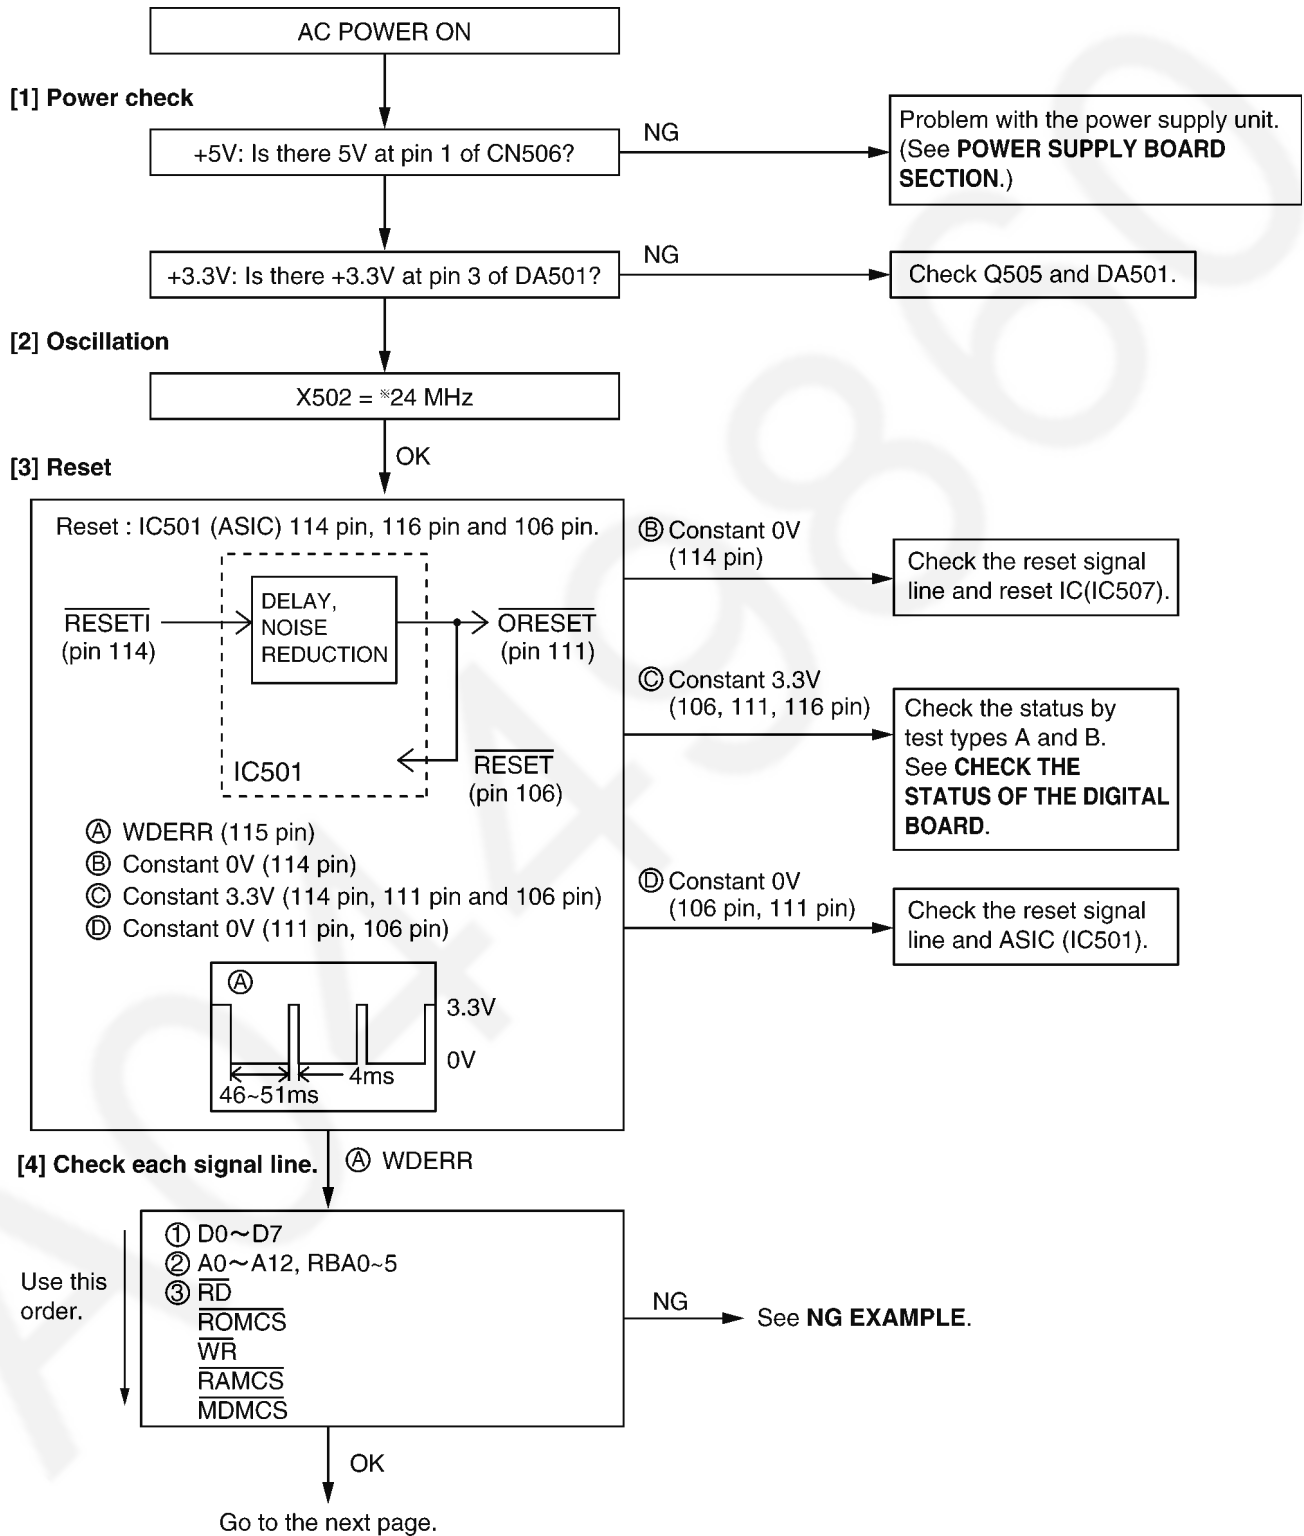 AC POWER ON
[1] Power check
+5V: Is there 5V at pin 1 of CN506?
NG
Problem with the power supply unit.
(See POWER SUPPLY BOARD
SECTION.)
+3.3V: Is there +3.3V at pin 3 of DA501?
NG
Check Q505 and DA501.
[2] Oscillation
X502 = ※24 MHz
OK
[3] Reset
Reset : IC501 (ASIC) 114 pin, 116 pin and 106 pin.
RESETI
(pin 114)
DELAY,
NOISE
REDUCTION
ORESET
(pin 111)
IC501
RESET
(pin 106)
Ⓐ WDERR (115 pin)
Ⓑ Constant 0V (114 pin)
Ⓒ Constant 3.3V (114 pin, 111 pin and 106 pin)
Ⓓ Constant 0V (111 pin, 106 pin)
Ⓐ
3.3V
0V
4ms
46~51ms
Ⓑ Constant 0V
(114 pin)
Check the reset signal
line and reset IC(IC507).
Ⓒ Constant 3.3V
(106, 111, 116 pin)
Check the status by
test types A and B.
See CHECK THE
STATUS OF THE DIGITAL
BOARD.
Ⓓ Constant 0V
(106 pin, 111 pin)
Check the reset signal
line and ASIC (IC501).
[4] Check each signal line.
Ⓐ WDERR
Use this
order.
① D0～D7
② A0～A12, RBA0~5
③ RD
ROMCS
WR
RAMCS
MDMCS
NG
See NG EXAMPLE.
OK
Go to the next page.
A0449860